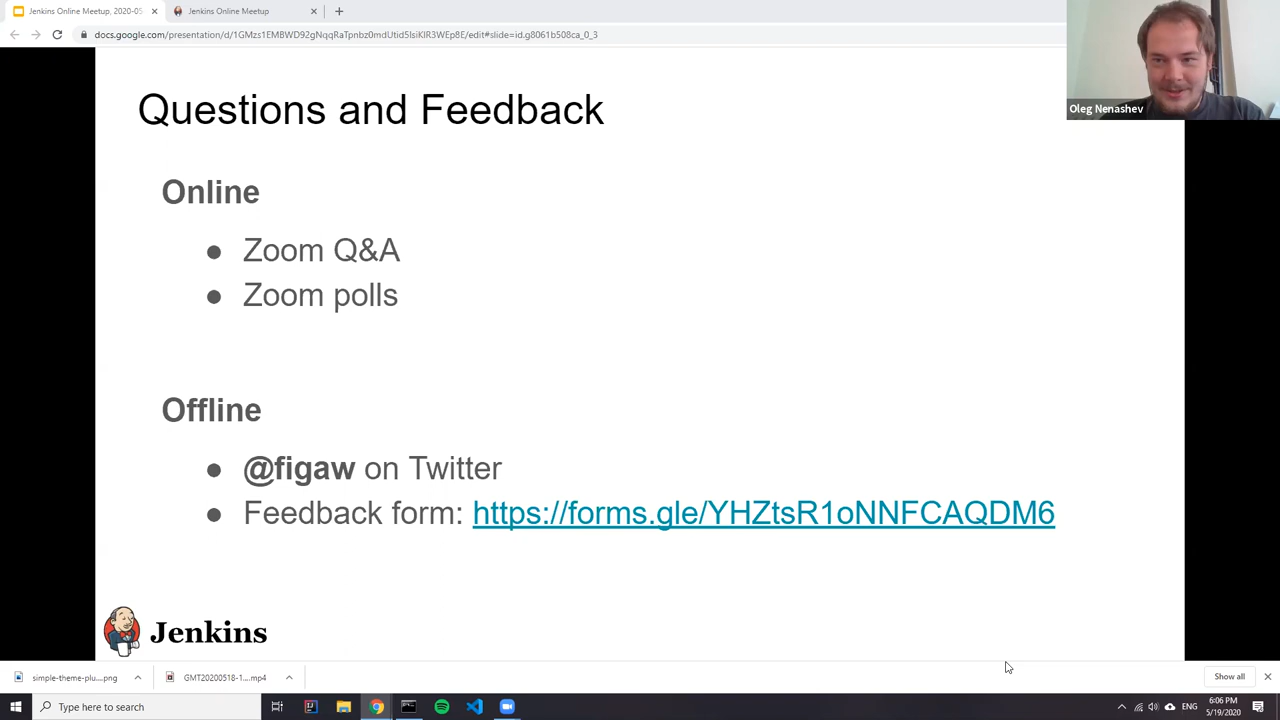 Jenkins Online Meetup, 2020-05
Jenkins Online Meetup
docs.google.com/presentation/d/1GMzs1EMBWD92gNqqRaTpnbz0mdUtid5lsiKIR3WEp8E/edit#slide=id.g8061b508ca_0_3
Oleg Nenashev
Questions and Feedback
Online
● Zoom Q&A
● Zoom polls
Offline
● @figaw on Twitter
● Feedback form: https://forms.gle/YHZtsR1oNNFCAQDM6
Jenkins
simple-theme-plu....png
GMT20200518-1....mp4
Show all
Type here to search
ENG
6:06 PM
5/19/2020